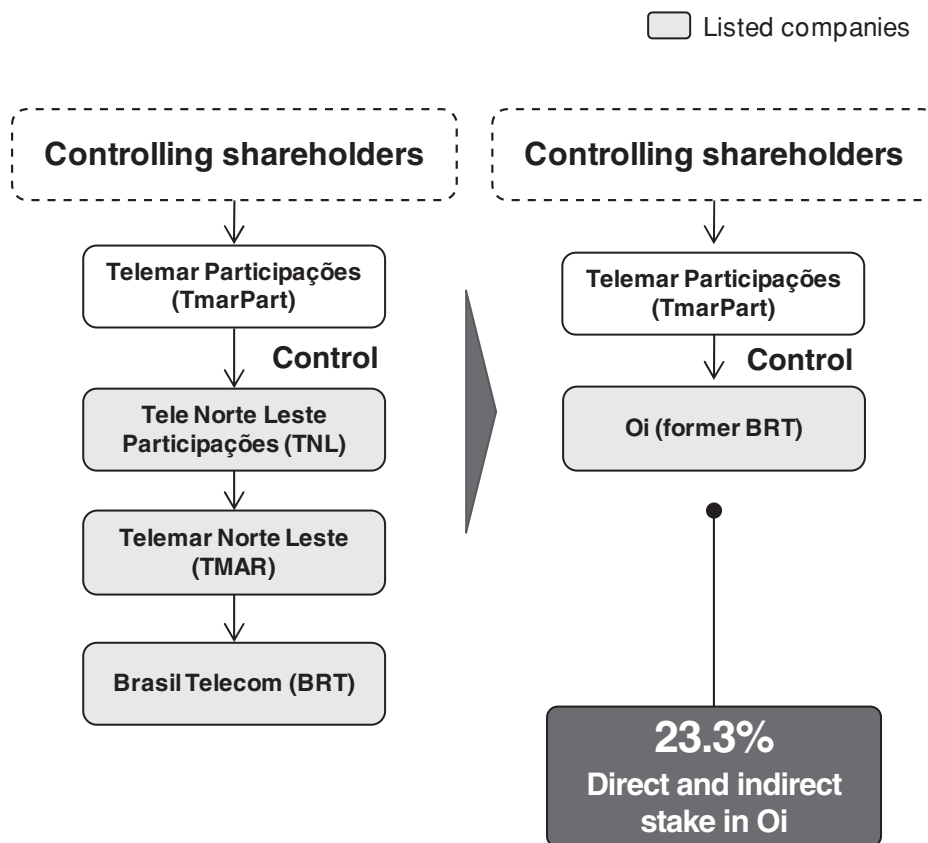 Listed companies
Controlling shareholders
Telemar Participações
(TmarPart)
Control
Tele Norte Leste
Participações (TNL)
Telemar Norte Leste
(TMAR)
Brasil Telecom (BRT)
Controlling shareholders
Telemar Participações
(TmarPart)
Control
Oi (former BRT)
23.3%
Direct and indirect
stake in Oi